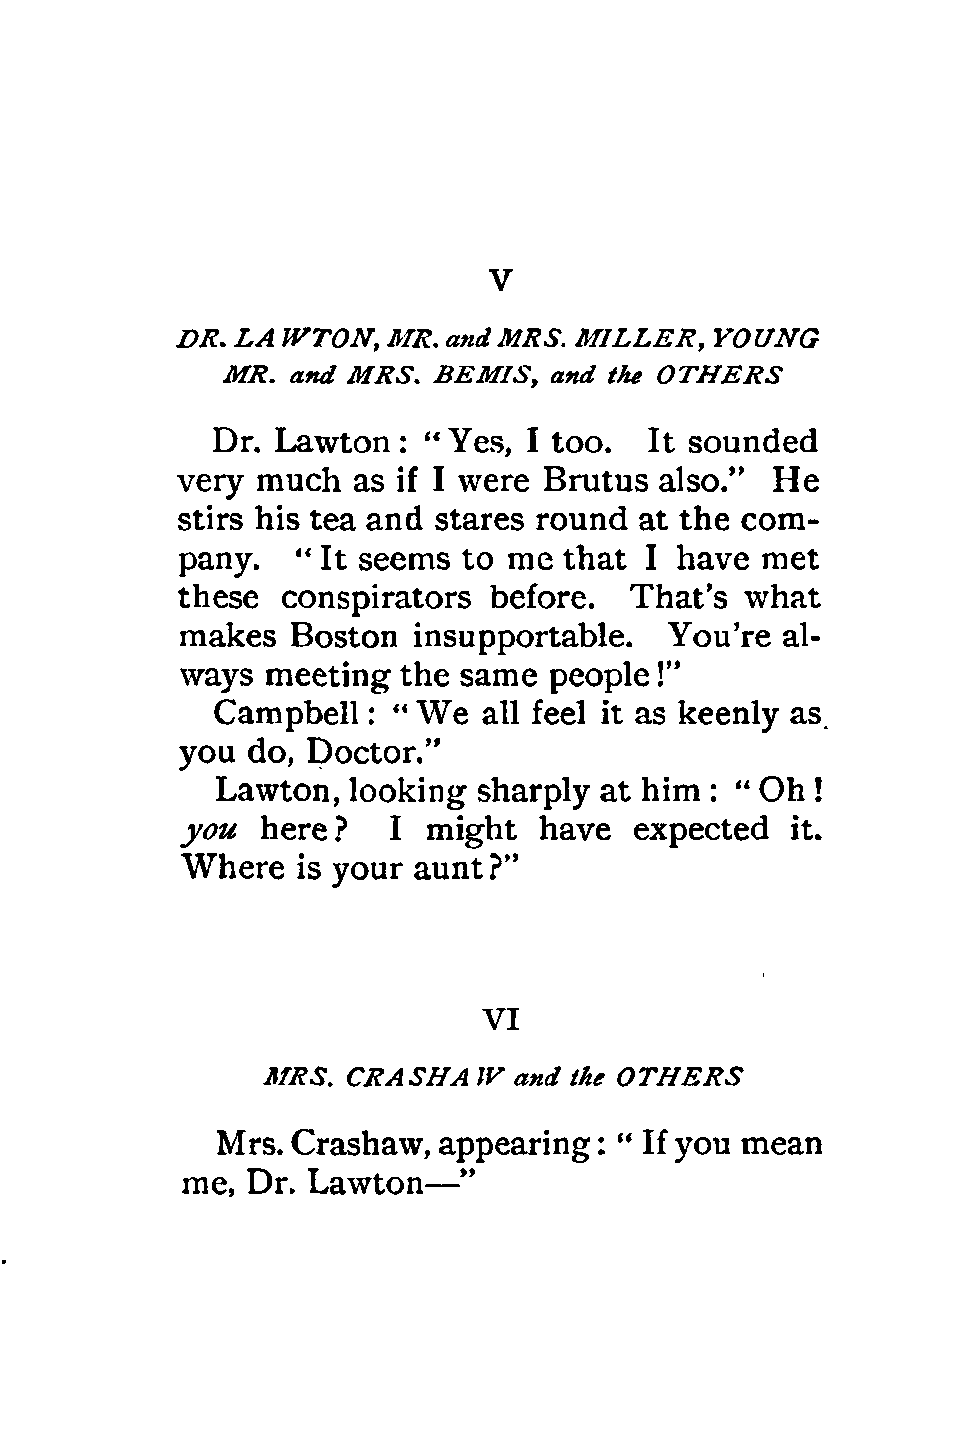 V
DR. LAWTON, MR. and MRS. MILLER, YOUNG
MR. and MRS. BEMIS, and the OTHERS
Dr. Lawton: “Yes, I too. It sounded
very much as if I were Brutus also.” He
stirs his tea and stares round at the com-
pany. “It seems to me that I have met
these conspirators before. That's what
makes Boston insupportable. You're al-
ways meeting the same people!”
Campbell: “We all feel it as keenly as
you do, Doctor.”
Lawton, looking sharply at him: “Oh!
you here? I might have expected it.
Where is your aunt?”
VI
MRS. CRASHAW and the OTHERS
Mrs. Crashaw, appearing: “If you mean
me, Dr. Lawton—”